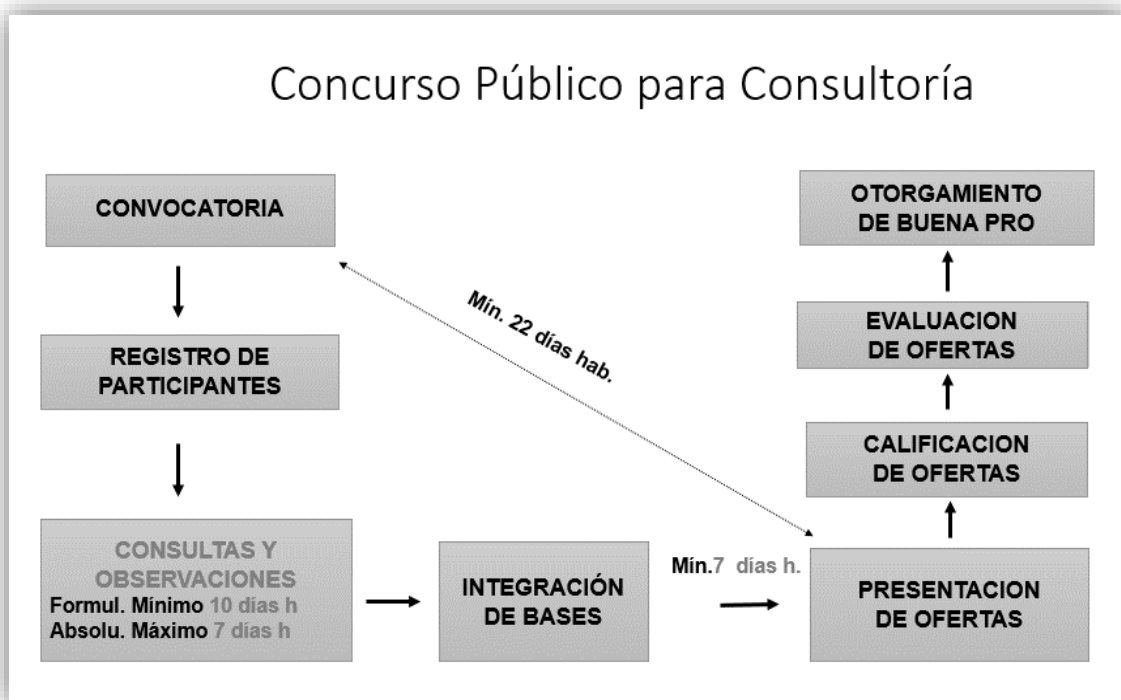 Concurso Público para Consultoría
CONVOCATORIA
REGISTRO DE
PARTICIPANTES
CONSULTAS Y
OBSERVACIONES
Formul. Mínimo 10 días h
Absolu. Máximo 7 días h
INTEGRACIÓN
DE BASES
Mín.7 días h.
Mín. 22 días hab.
PRESENTACION
DE OFERTAS
CALIFICACION
DE OFERTAS
EVALUACION
DE OFERTAS
OTORGAMIENTO
DE BUENA PRO